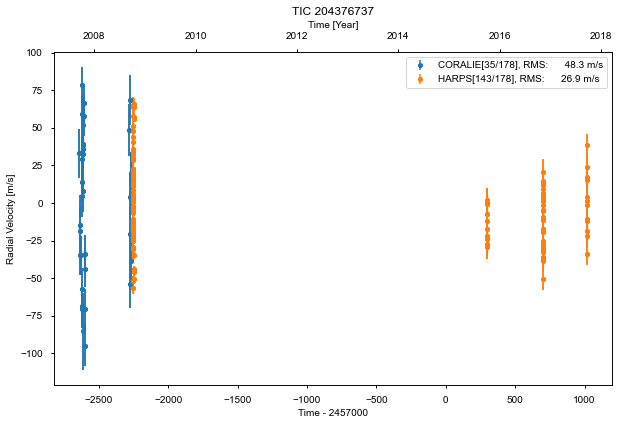 TIC 204376737
Time [Year]
2008 2010 2012 2014 2016 2018
CORALIE[35/178], RMS: 48.3 m/s
HARPS[143/178], RMS: 26.9 m/s
100
75
50
25
0
−25
−50
−75
−100
Radial Velocity [m/s]
−2500 −2000 −1500 −1000 −500 0 500 1000
Time - 2457000